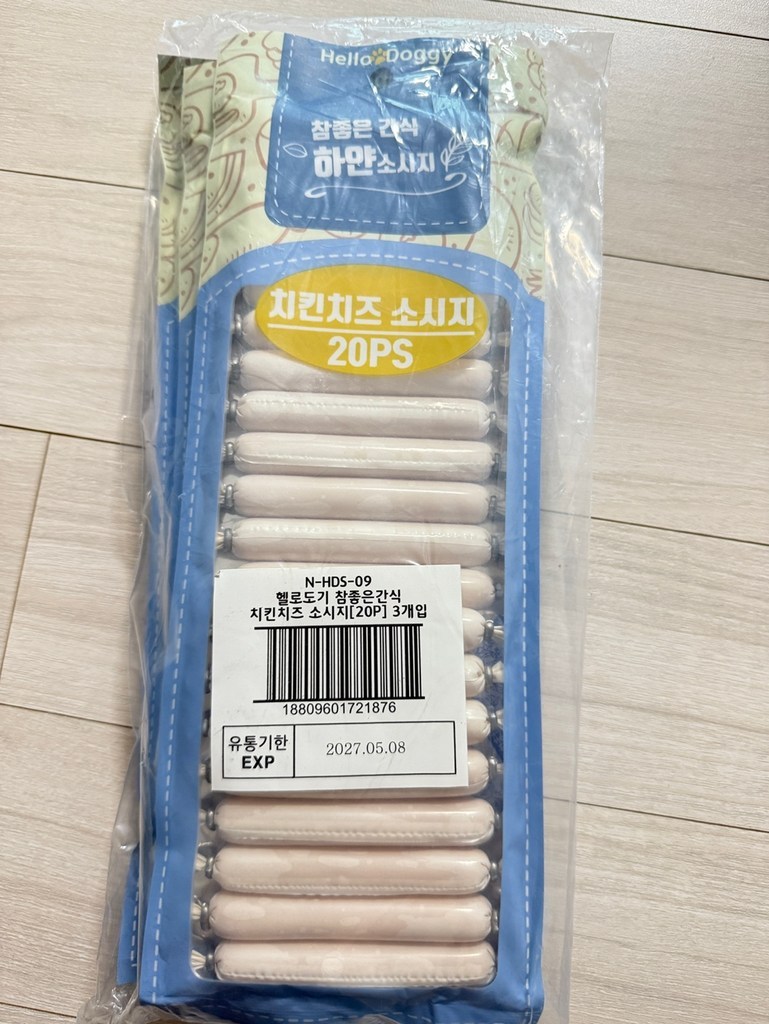 Hello Doggy
참좋은 간식
하얀소시지
치킨치즈 소시지
20PS
N-HDS-09
헬로도기 참좋은간식
치킨치즈 소시지[20P] 3개입
18809601721876
유통기한
EXP
2027.05.08